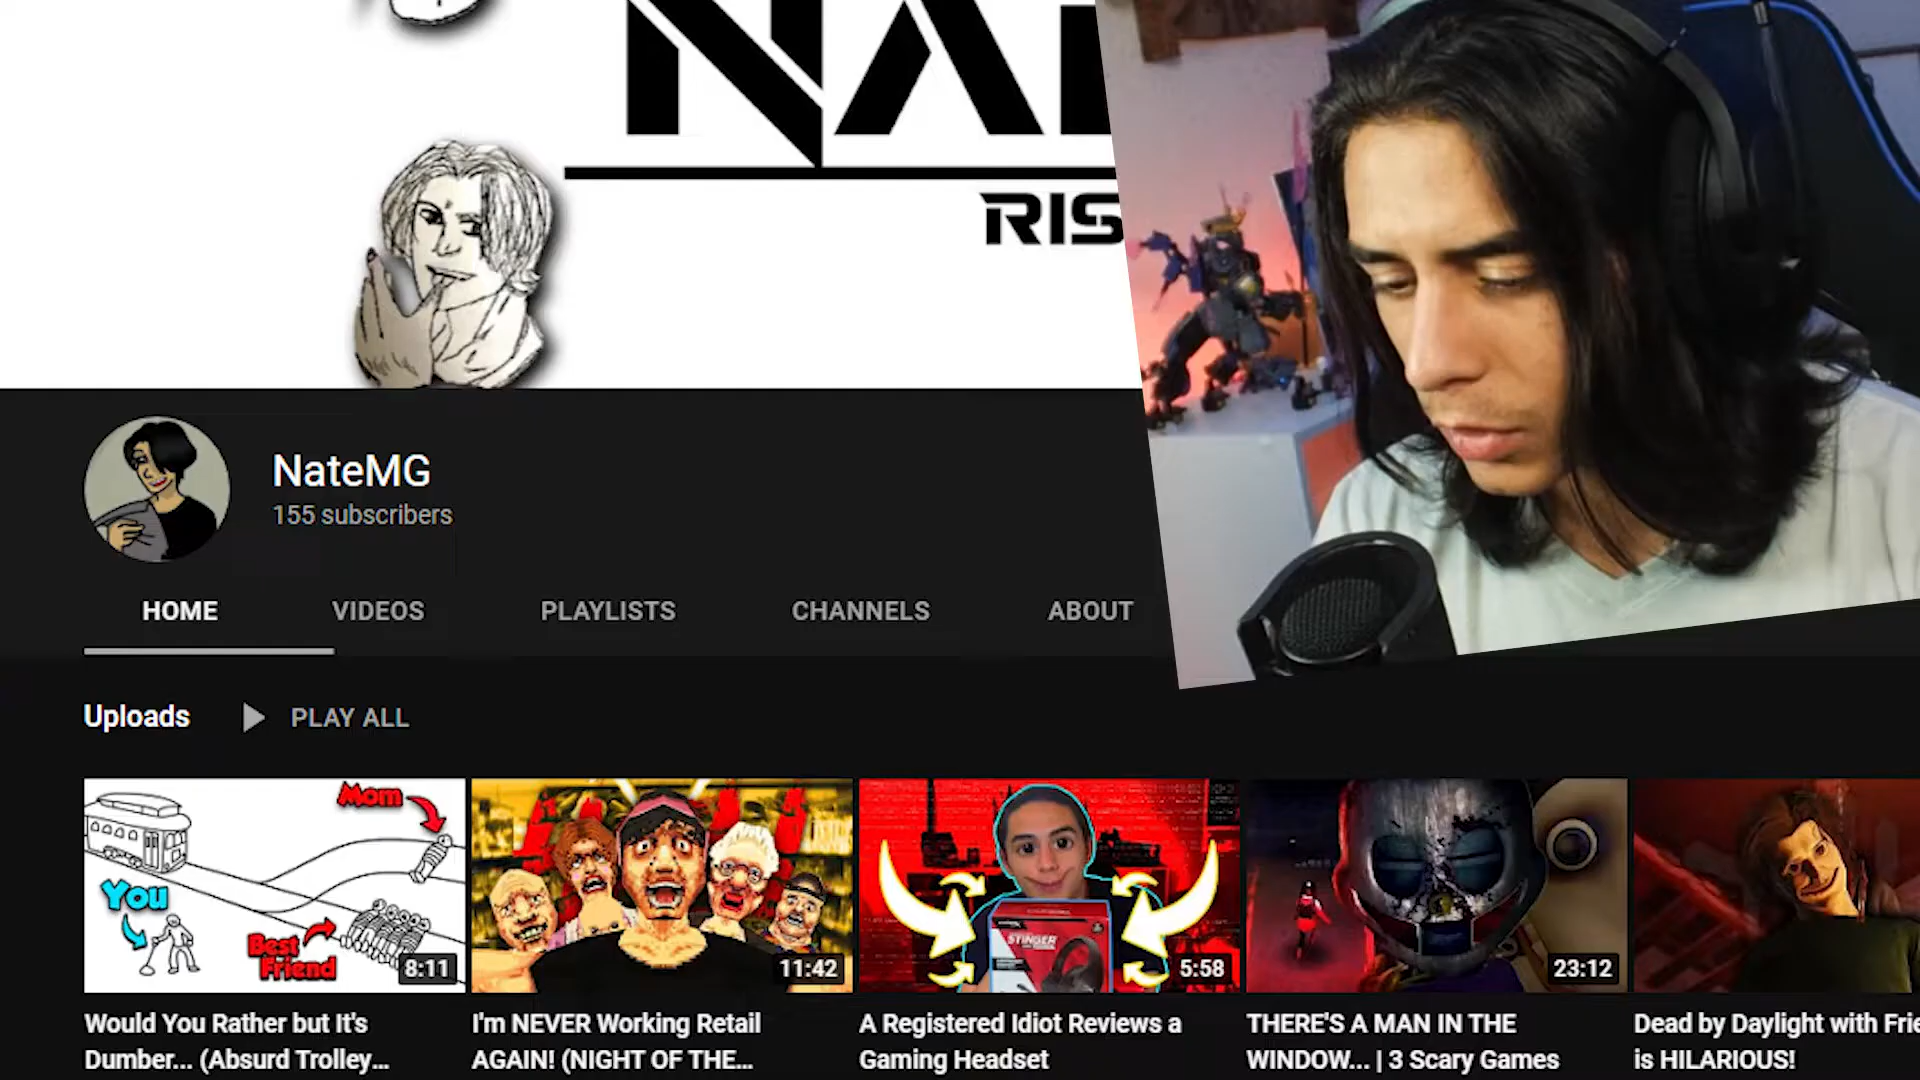 NA
RIS
NateMG
155 subscribers
HOME VIDEOS PLAYLISTS CHANNELS ABOUT
Uploads PLAY ALL
Mom
You
Best
Friend
8:11
11:42
STINGER
5:58
23:12
Would You Rather but It's
Dumber... (Absurd Trolley...
I'm NEVER Working Retail
AGAIN! (NIGHT OF THE...
A Registered Idiot Reviews a
Gaming Headset
THERE'S A MAN IN THE
WINDOW... | 3 Scary Games
Dead by Daylight with Frie
is HILARIOUS!